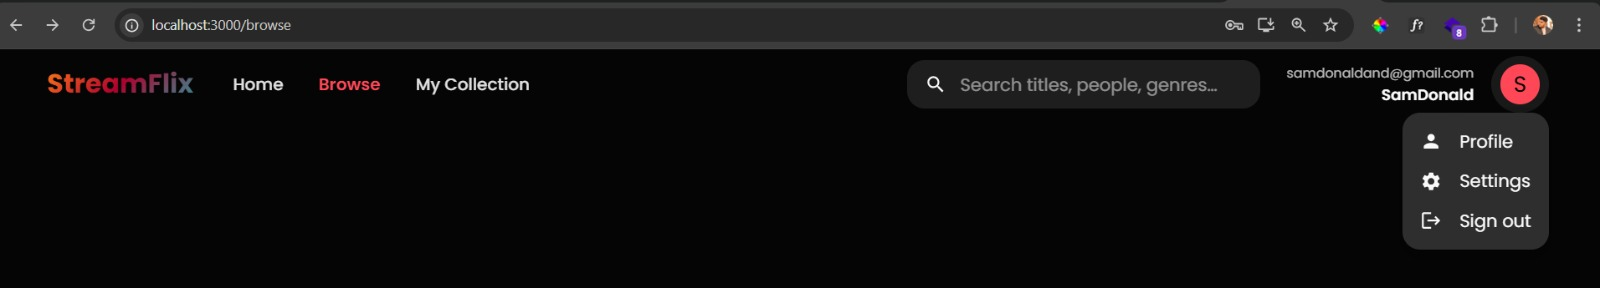 localhost:3000/browse
f?
8
StreamFlix Home Browse My Collection Search titles, people, genres...
samdonaldand@gmail.com
SamDonald
S
Profile
Settings
Sign out